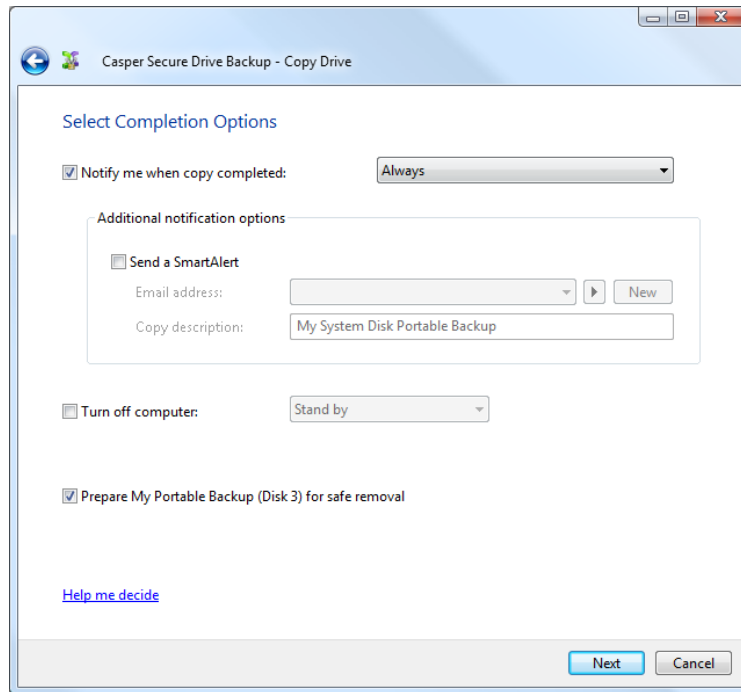 Casper Secure Drive Backup - Copy Drive
Select Completion Options
Notify me when copy completed: Always
Additional notification options
Send a SmartAlert
Email address: New
Copy description: My System Disk Portable Backup
Turn off computer: Stand by
Prepare My Portable Backup (Disk 3) for safe removal
Help me decide
Next Cancel